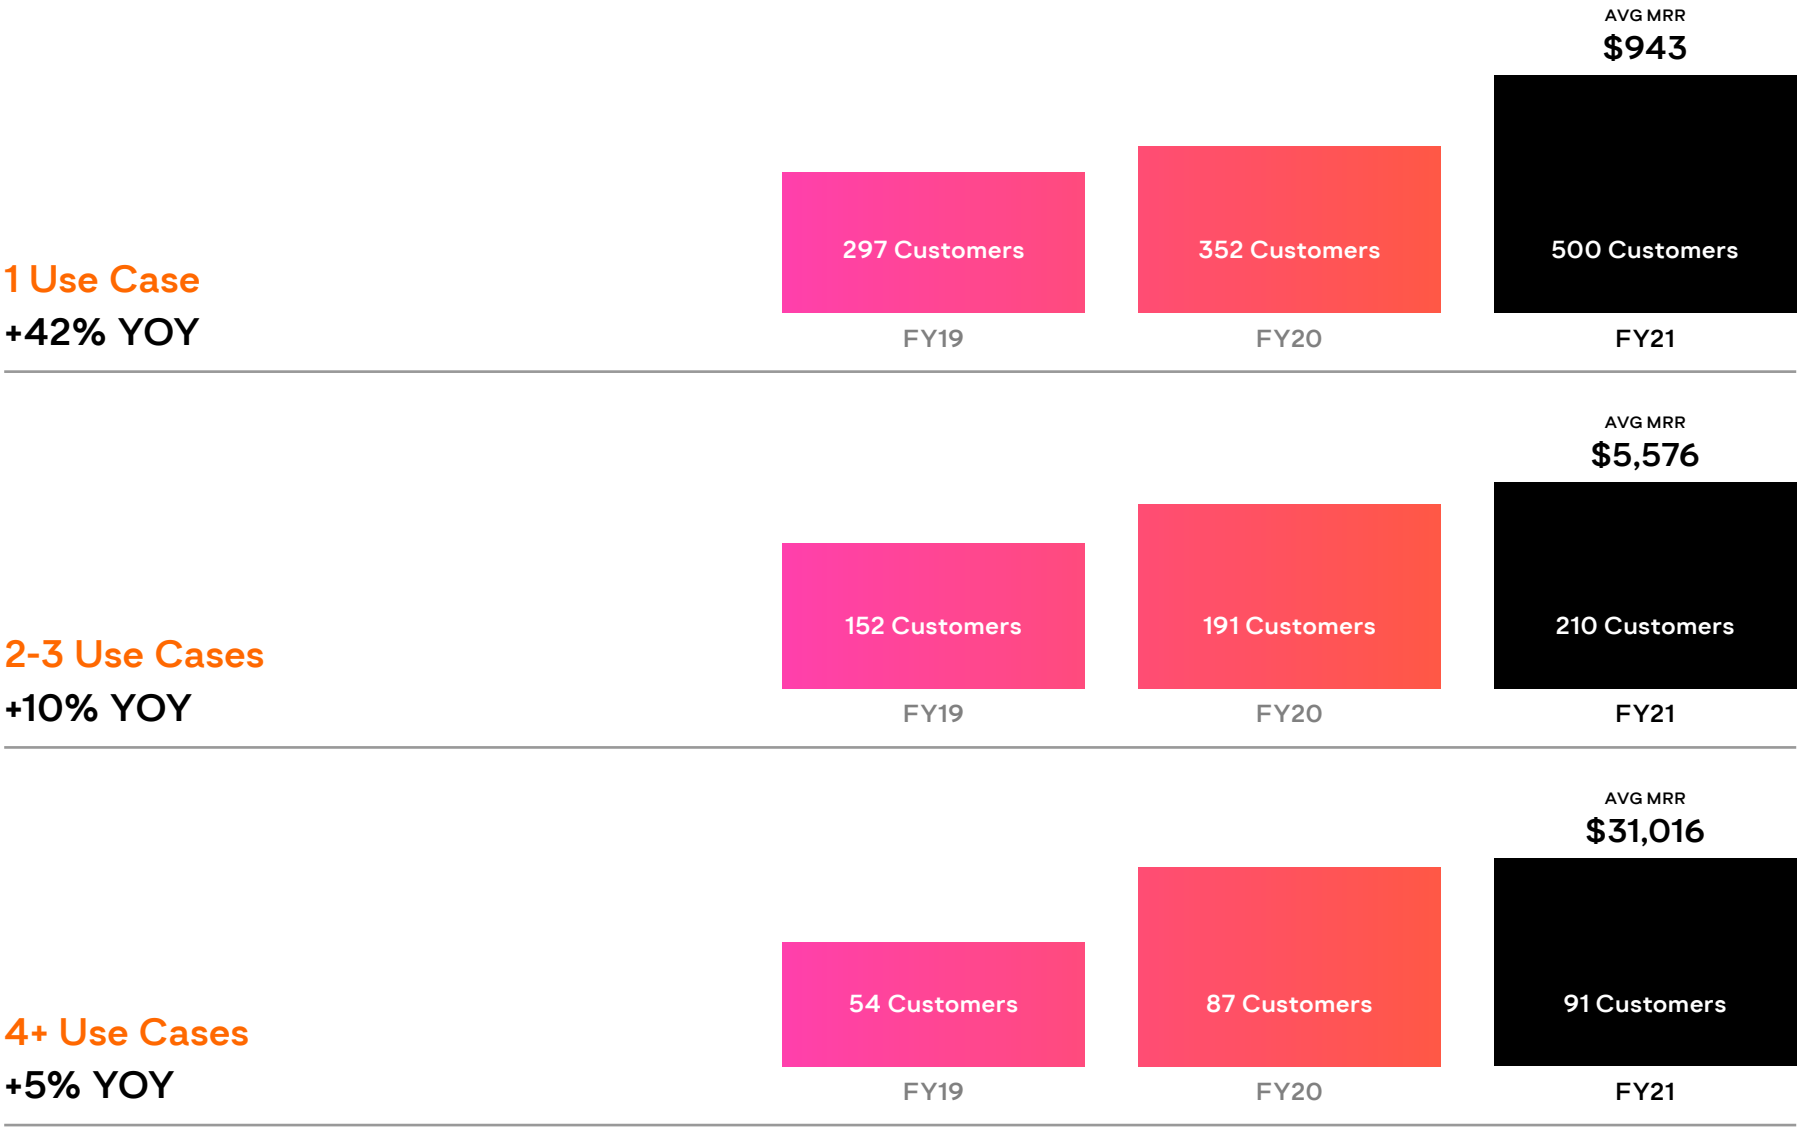 AVG MRR
$943
297 Customers
352 Customers
500 Customers
1 Use Case
+42% YOY
FY19
FY20
FY21
AVG MRR
$5,576
152 Customers
191 Customers
210 Customers
2-3 Use Cases
+10% YOY
FY19
FY20
FY21
AVG MRR
$31,016
54 Customers
87 Customers
91 Customers
4+ Use Cases
+5% YOY
FY19
FY20
FY21